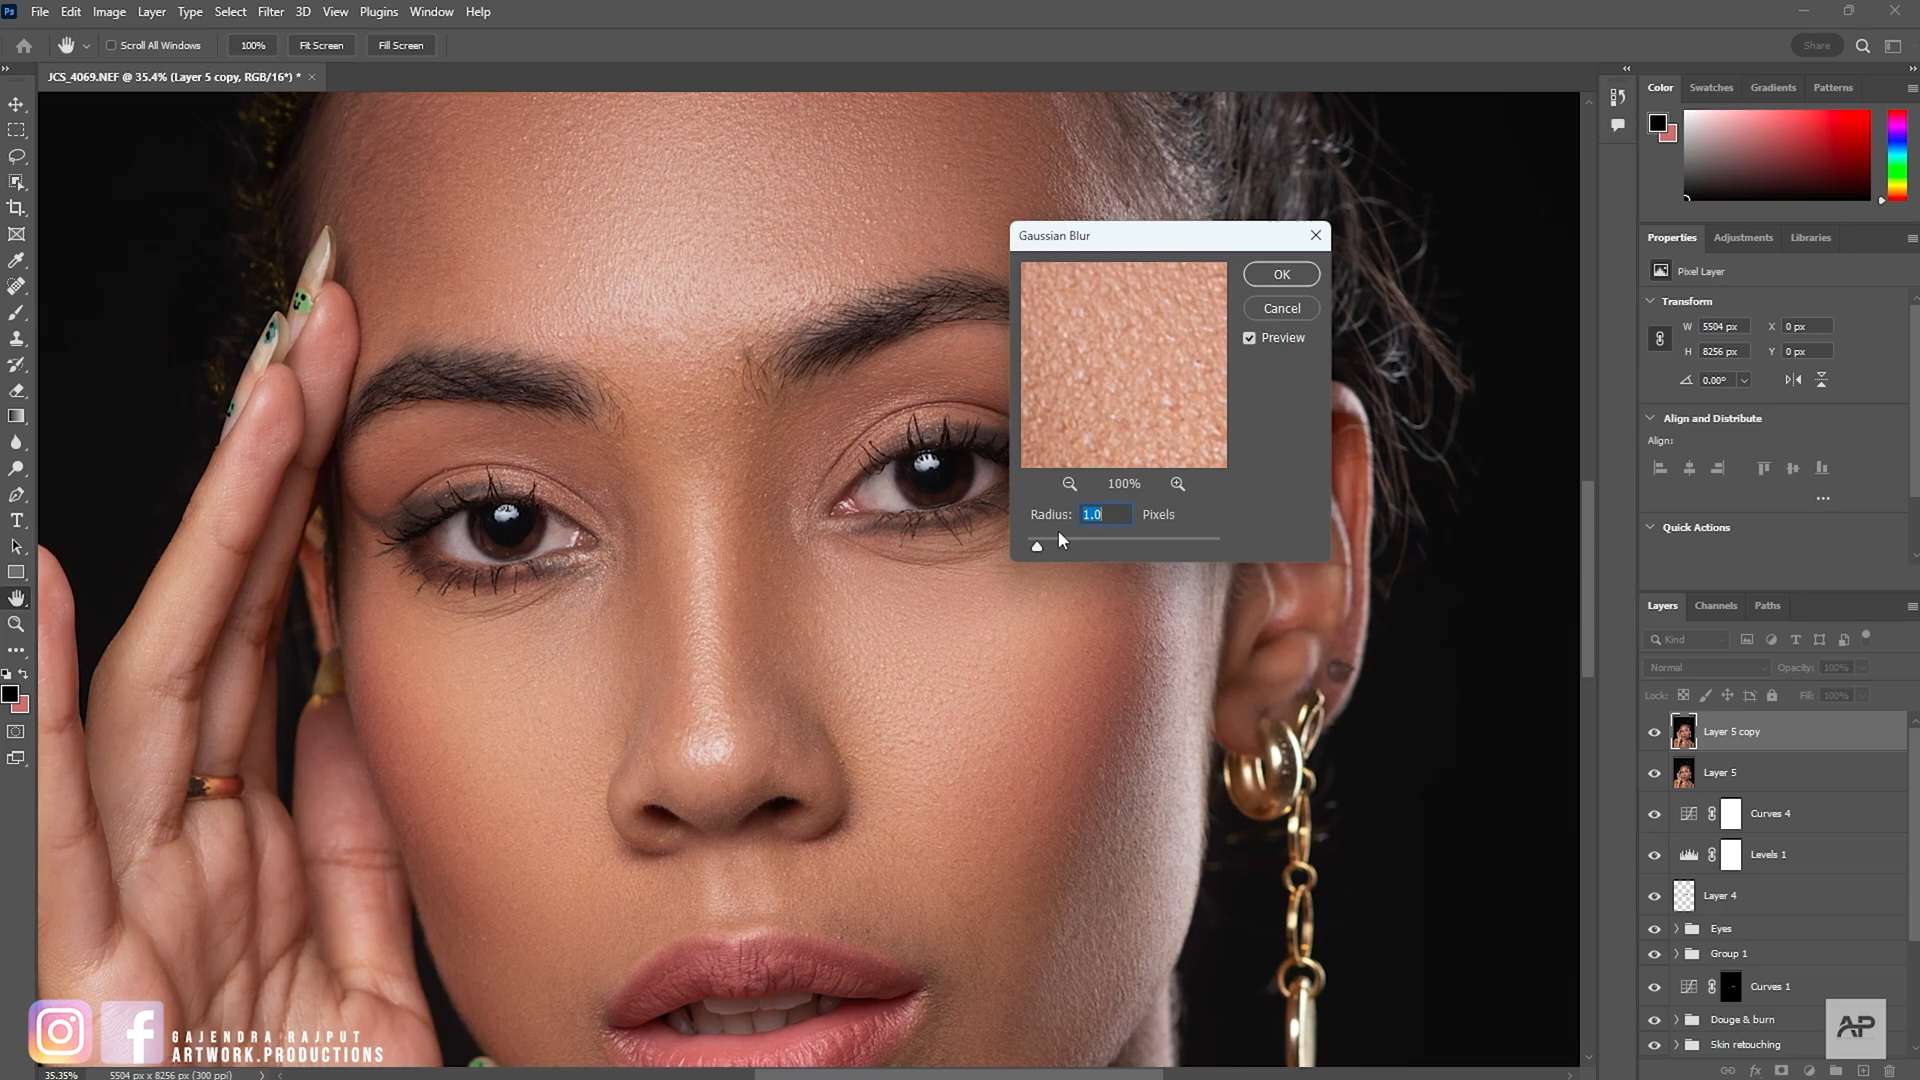 Ps File Edit Image Layer Type Select Filter 3D View Plugins Window Help
Scroll All Windows 100% Fit Screen Fill Screen Share
JCS_4069.NEF @ 35.4% (Layer 5 copy, RGB/16*) *
Color Swatches Gradients Patterns
Gaussian Blur
OK
Cancel
Preview
100%
Radius: 1.0 Pixels
Properties Adjustments Libraries
Pixel Layer
Transform
W 5504 px X 0 px
H 8256 px Y 0 px
0.00°
Align and Distribute
Align:
Quick Actions
Layers Channels Paths
Kind
Normal Opacity: 100%
Lock: Fill: 100%
Layer 5 copy
Layer 5
Curves 4
Levels 1
Layer 4
Eyes
Group 1
Curves 1
Douge & burn
Skin retouching
AP
GAJENDRA RAJPUT
ARTWORK.PRODUCTIONS
35.35% 5504 px x 8256 px (300 ppi)